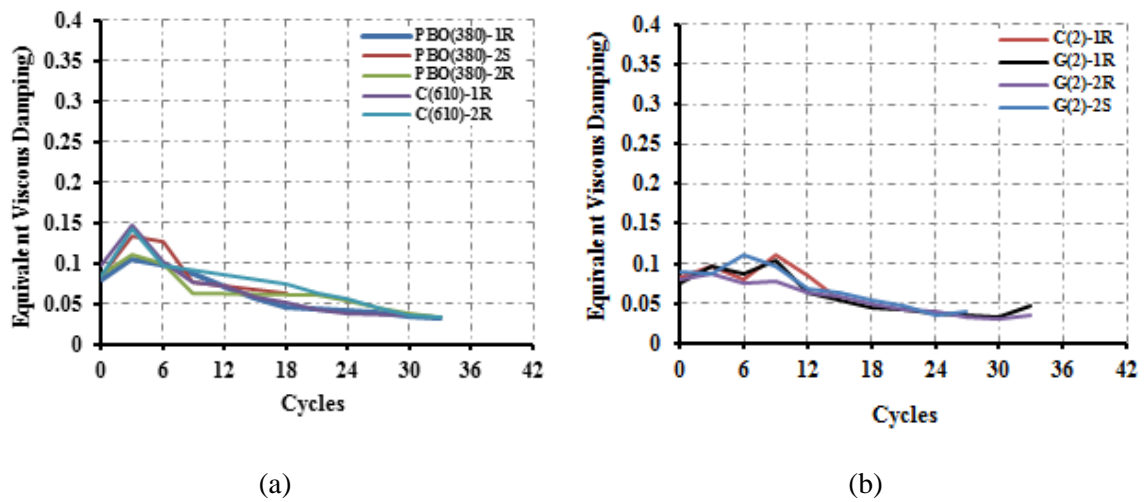 Equivalent Viscous Damping)
0.4
0.35
0.3
0.25
0.2
0.15
0.1
0.05
0
PBO(380)-1R
PBO(380)-2S
PBO(380)-2R
C(610)-1R
C(610)-2R
0 6 12 18 24 30 36 42
Cycles
(a)
Equivalent Viscous Damping)
0.4
0.35
0.3
0.25
0.2
0.15
0.1
0.05
0
C(2)-1R
G(2)-1R
G(2)-2R
G(2)-2S
0 6 12 18 24 30 36 42
Cycles
(b)